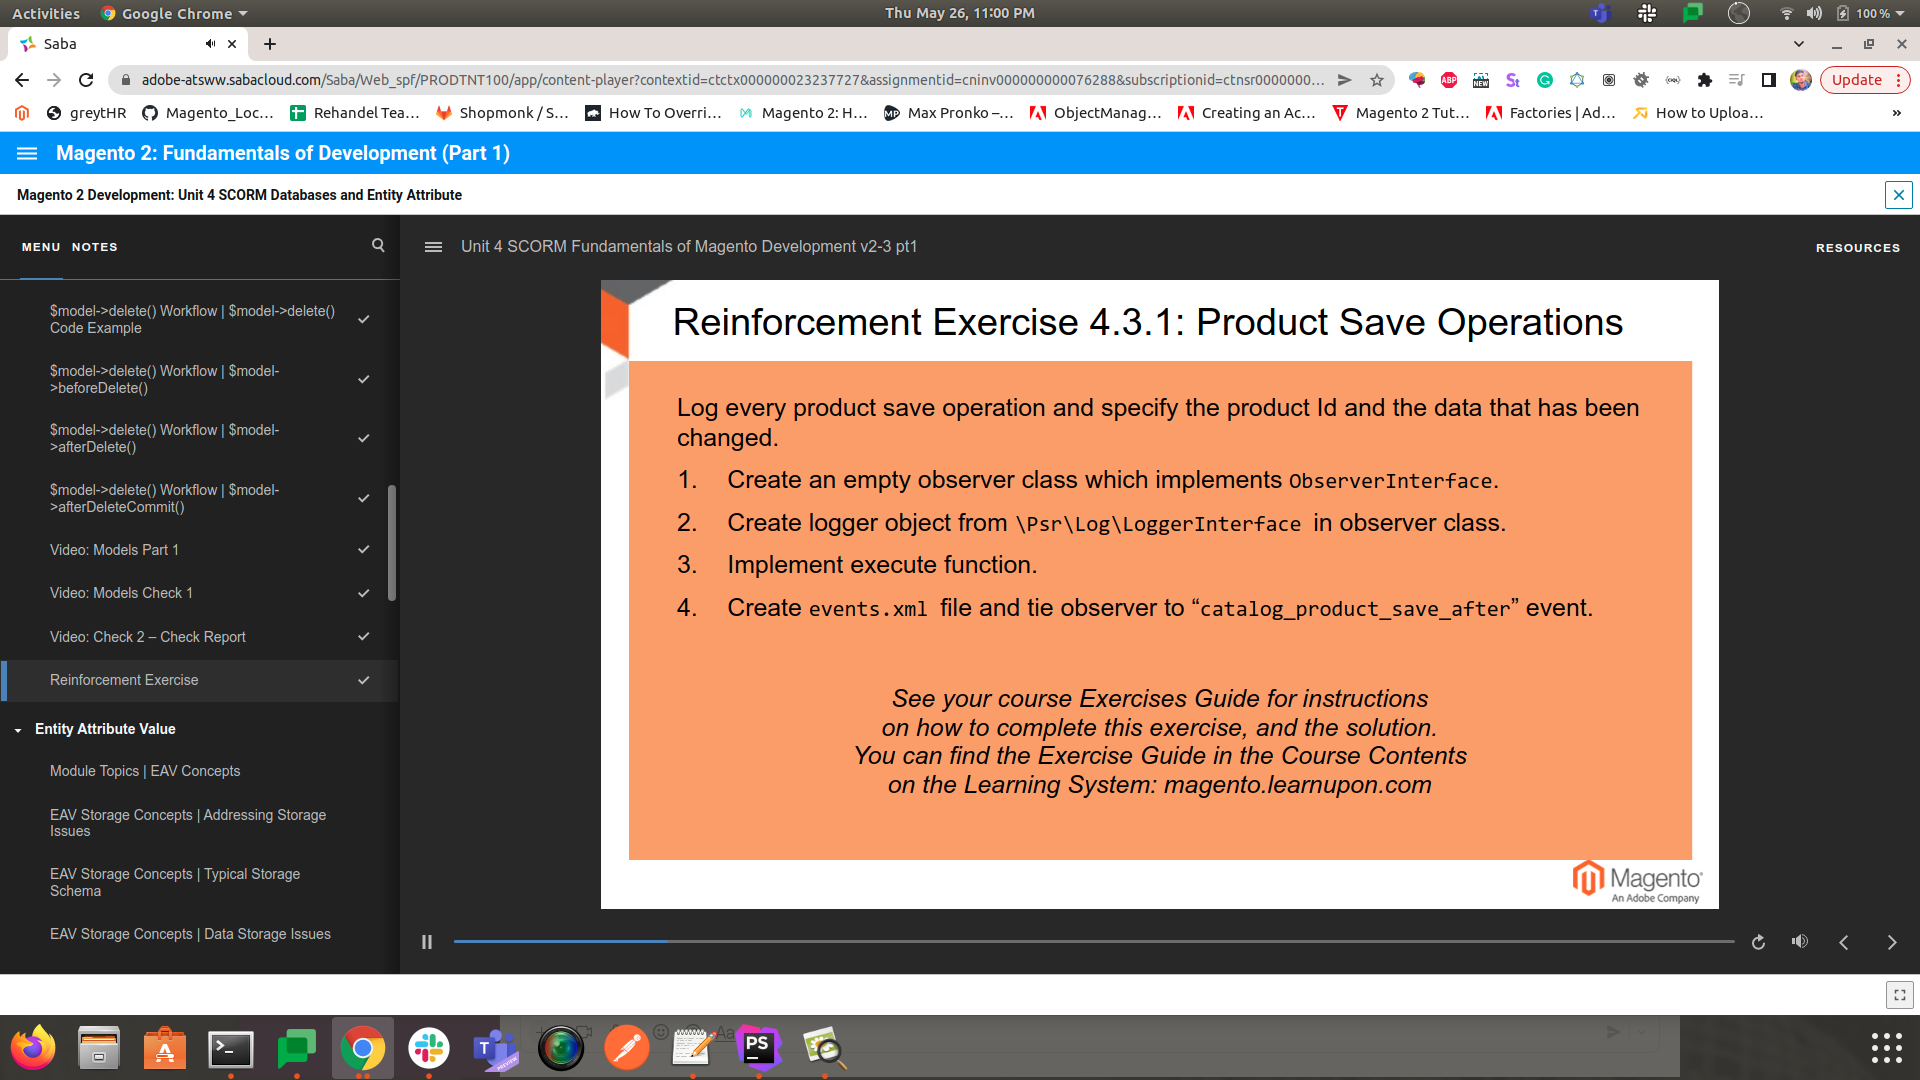 Activities
Google Chrome
Thu May 26, 11:00 PM
100 %
Saba
adobe-atsww.sabacloud.com/Saba/Web_spf/PRODTNT100/app/content-player?contextid=ctctx000000023237727&assignmentid=cninv000000000076288&subscriptionid=ctnsr0000000...
ABP
NEW
St
Update
greytHR
Magento_Loc...
Rehandel Tea...
Shopmonk / S...
How To Overri...
Magento 2: H...
Max Pronko –...
ObjectManag...
Creating an Ac...
Magento 2 Tut...
Factories | Ad...
How to Uploa...
»
Magento 2: Fundamentals of Development (Part 1)
Magento 2 Development: Unit 4 SCORM Databases and Entity Attribute
MENU NOTES
Unit 4 SCORM Fundamentals of Magento Development v2-3 pt1
RESOURCES
$model->delete() Workflow | $model->delete()
Code Example
$model->delete() Workflow | $model-
>beforeDelete()
$model->delete() Workflow | $model-
>afterDelete()
$model->delete() Workflow | $model-
>afterDeleteCommit()
Video: Models Part 1
Video: Models Check 1
Video: Check 2 – Check Report
Reinforcement Exercise
Entity Attribute Value
Module Topics | EAV Concepts
EAV Storage Concepts | Addressing Storage
Issues
EAV Storage Concepts | Typical Storage
Schema
EAV Storage Concepts | Data Storage Issues
Reinforcement Exercise 4.3.1: Product Save Operations
Log every product save operation and specify the product Id and the data that has been
changed.
1. Create an empty observer class which implements ObserverInterface.
2. Create logger object from \Psr\Log\LoggerInterface in observer class.
3. Implement execute function.
4. Create events.xml file and tie observer to “catalog_product_save_after” event.
See your course Exercises Guide for instructions
on how to complete this exercise, and the solution.
You can find the Exercise Guide in the Course Contents
on the Learning System: magento.learnupon.com
Magento
An Adobe Company
PS